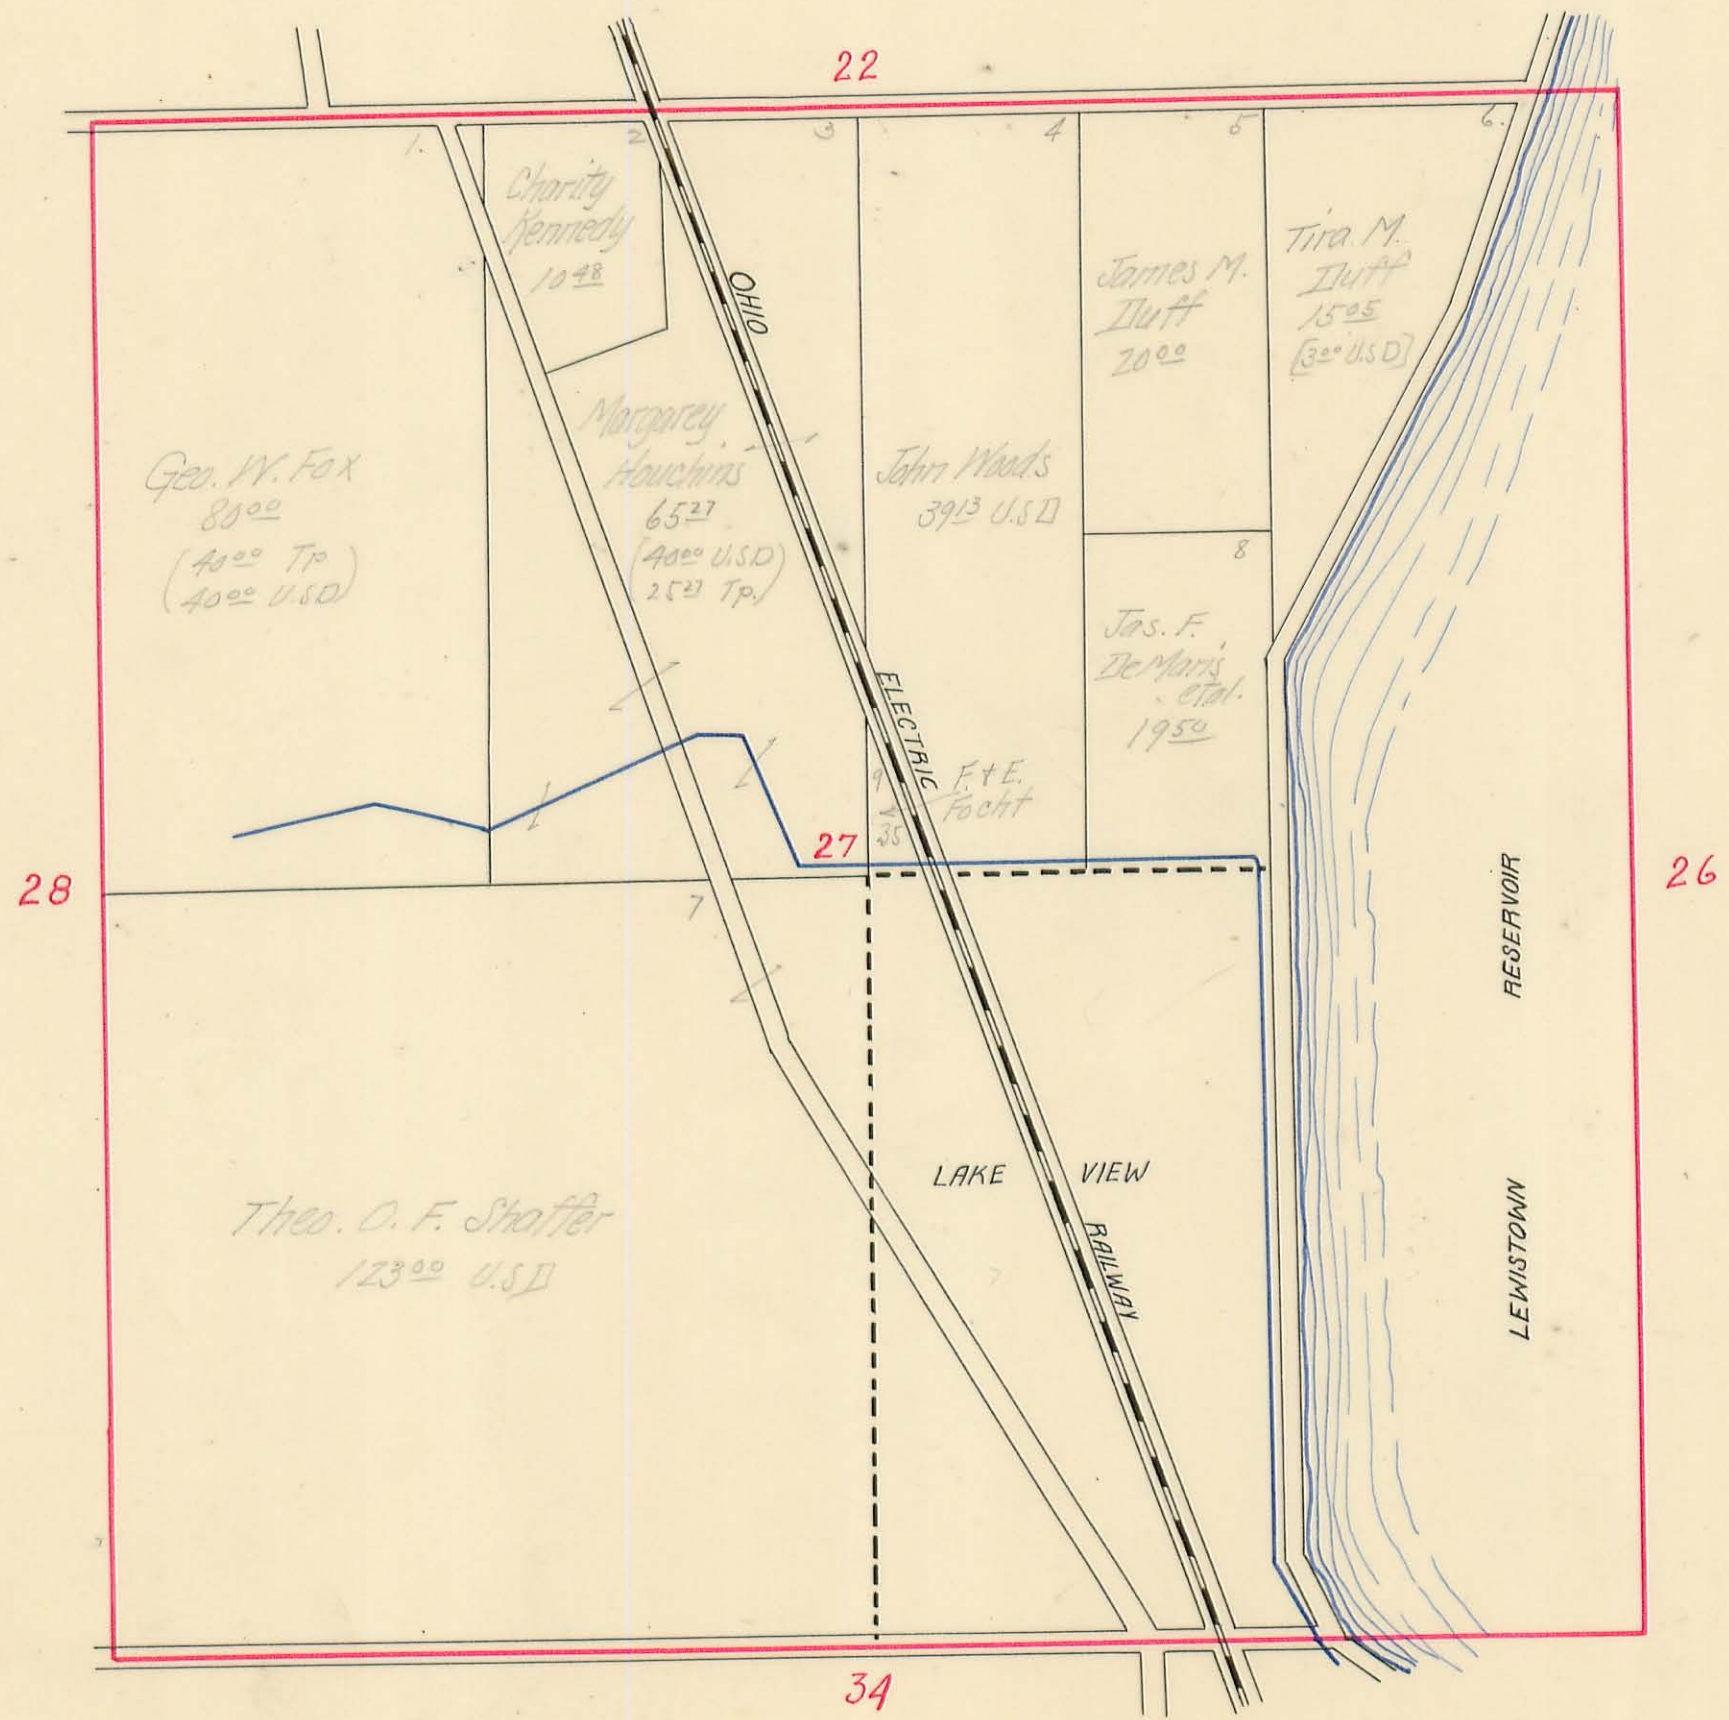 22
1.
2
3
4
5
6.
Charity
Kennedy
10 48
OHIO
James M.
Duff
20 00
Tira. M.
Duff
15 05
[3 00 U.S D]
Geo. W. Fox
80 00
(40 00 Tp
40 00 U.S D)
Margarey
Houchins
65 27
(40 00 U.S.D)
25 27 Tp.)
John Woods
39 13 U.S D
8
Jas. F.
DeMaris
etal.
19 50
ELECTRIC
9
35
F. + E.
Focht
27
28
26
7
RESERVOIR
LAKE VIEW
RAILWAY
LEWISTOWN
Theo. O. F. Shaffer
123 00 U.S D
34